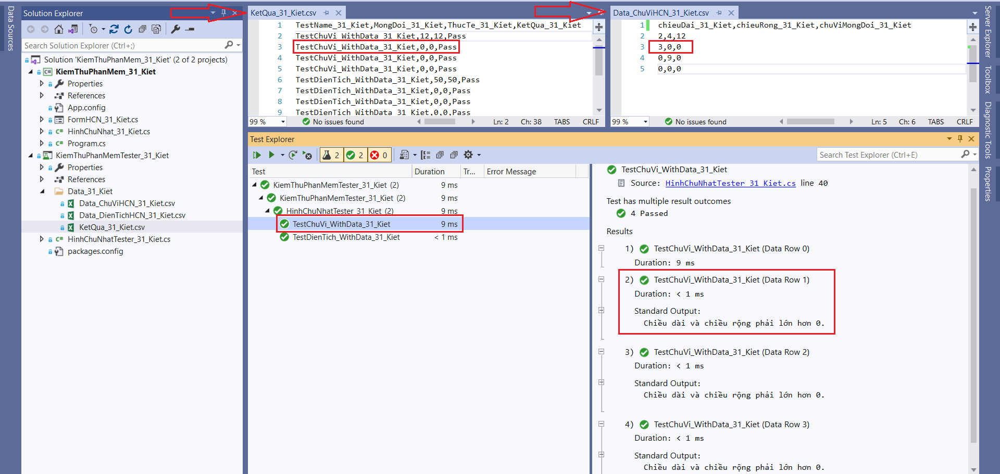 Data Sources
Solution Explorer
Search Solution Explorer (Ctrl+;)
Solution 'KiemThuPhanMem_31_Kiet' (2 of 2 projects)
KiemThuPhanMem_31_Kiet
Properties
References
App.config
FormHCN_31_Kiet.cs
HinhChuNhat_31_Kiet.cs
Program.cs
KiemThuPhanMemTester_31_Kiet
Properties
References
Data_31_Kiet
Data_ChuViHCN_31_Kiet.csv
Data_DienTichHCN_31_Kiet.csv
KetQua_31_Kiet.csv
HinhChuNhatTester_31_Kiet.cs
packages.config
KetQua_31_Kiet.csv
1 TestName_31_Kiet,MongDoi_31_Kiet,ThucTe_31_Kiet,KetQua_31_Kiet
2 TestChuVi_WithData_31_Kiet,12,12,Pass
3 TestChuVi_WithData_31_Kiet,0,0,Pass
4 TestChuVi_WithData_31_Kiet,0,0,Pass
5 TestChuVi_WithData_31_Kiet,0,0,Pass
6 TestDienTich_WithData_31_Kiet,50,50,Pass
7 TestDienTich_WithData_31_Kiet,0,0,Pass
8 TestDienTich_WithData_31_Kiet,0,0,Pass
9 TestDienTich_WithData_31_Kiet,0,0,Pass
99 % No issues found Ln: 2 Ch: 38 TABS CRLF
Data_ChuViHCN_31_Kiet.csv
1 chieuDai_31_Kiet,chieuRong_31_Kiet,chuViMongDoi_31_Kiet
2 2,4,12
3 3,0,0
4 0,9,0
5 0,0,0
99 % No issues found Ln: 5 Ch: 6 TABS CRLF
Test Explorer
2 2 0
Search Test Explorer (Ctrl+E)
Test Duration Tr... Error Message
KiemThuPhanMemTester_31_Kiet (2) 9 ms
KiemThuPhanMemTester_31_Kiet (2) 9 ms
HinhChuNhatTester_31_Kiet (2) 9 ms
TestChuVi_WithData_31_Kiet 9 ms
TestDienTich_WithData_31_Kiet < 1 ms
TestChuVi_WithData_31_Kiet
Source: HinhChuNhatTester_31_Kiet.cs line 40
Test has multiple result outcomes
4 Passed
Results
1) TestChuVi_WithData_31_Kiet (Data Row 0)
Duration: 9 ms
2) TestChuVi_WithData_31_Kiet (Data Row 1)
Duration: < 1 ms
Standard Output:
Chiều dài và chiều rộng phải lớn hơn 0.
3) TestChuVi_WithData_31_Kiet (Data Row 2)
Duration: < 1 ms
Standard Output:
Chiều dài và chiều rộng phải lớn hơn 0.
4) TestChuVi_WithData_31_Kiet (Data Row 3)
Duration: < 1 ms
Standard Output:
Chiều dài và chiều rộng phải lớn hơn 0.
Server Explorer
Toolbox
Diagnostic Tools
Properties